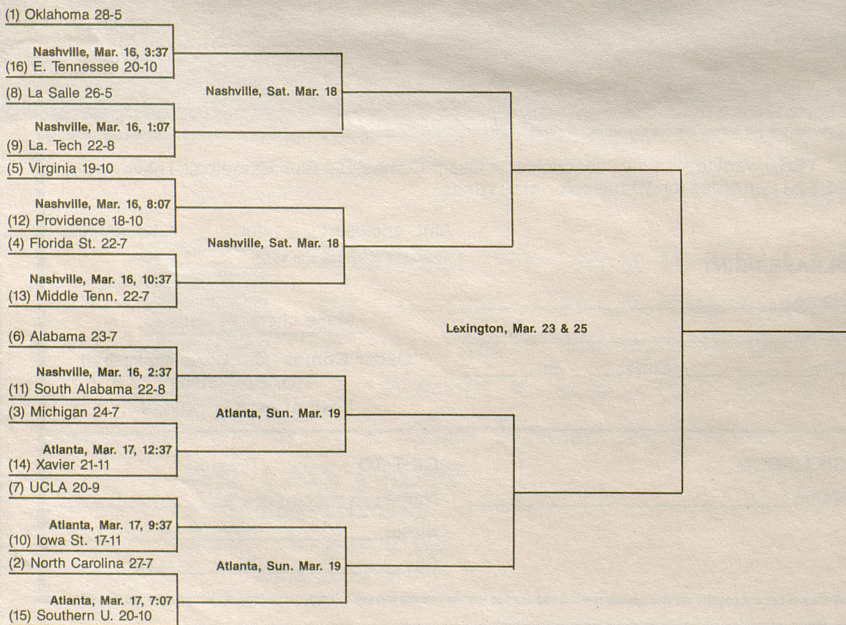 (1) Oklahoma 28-5
Nashville, Mar. 16, 3:37
(16) E. Tennessee 20-10
Nashville, Sat. Mar. 18
(8) La Salle 26-5
Nashville, Mar. 16, 1:07
(9) La. Tech 22-8
(5) Virginia 19-10
Nashville, Mar. 16, 8:07
(12) Providence 18-10
Nashville, Sat. Mar. 18
(4) Florida St. 22-7
Nashville, Mar. 16, 10:37
(13) Middle Tenn. 22-7
Lexington, Mar. 23 & 25
(6) Alabama 23-7
Nashville, Mar. 16, 2:37
(11) South Alabama 22-8
Atlanta, Sun. Mar. 19
(3) Michigan 24-7
Atlanta, Mar. 17, 12:37
(14) Xavier 21-11
(7) UCLA 20-9
Atlanta, Mar. 17, 9:37
(10) Iowa St. 17-11
Atlanta, Sun. Mar. 19
(2) North Carolina 27-7
Atlanta, Mar. 17, 7:07
(15) Southern U. 20-10